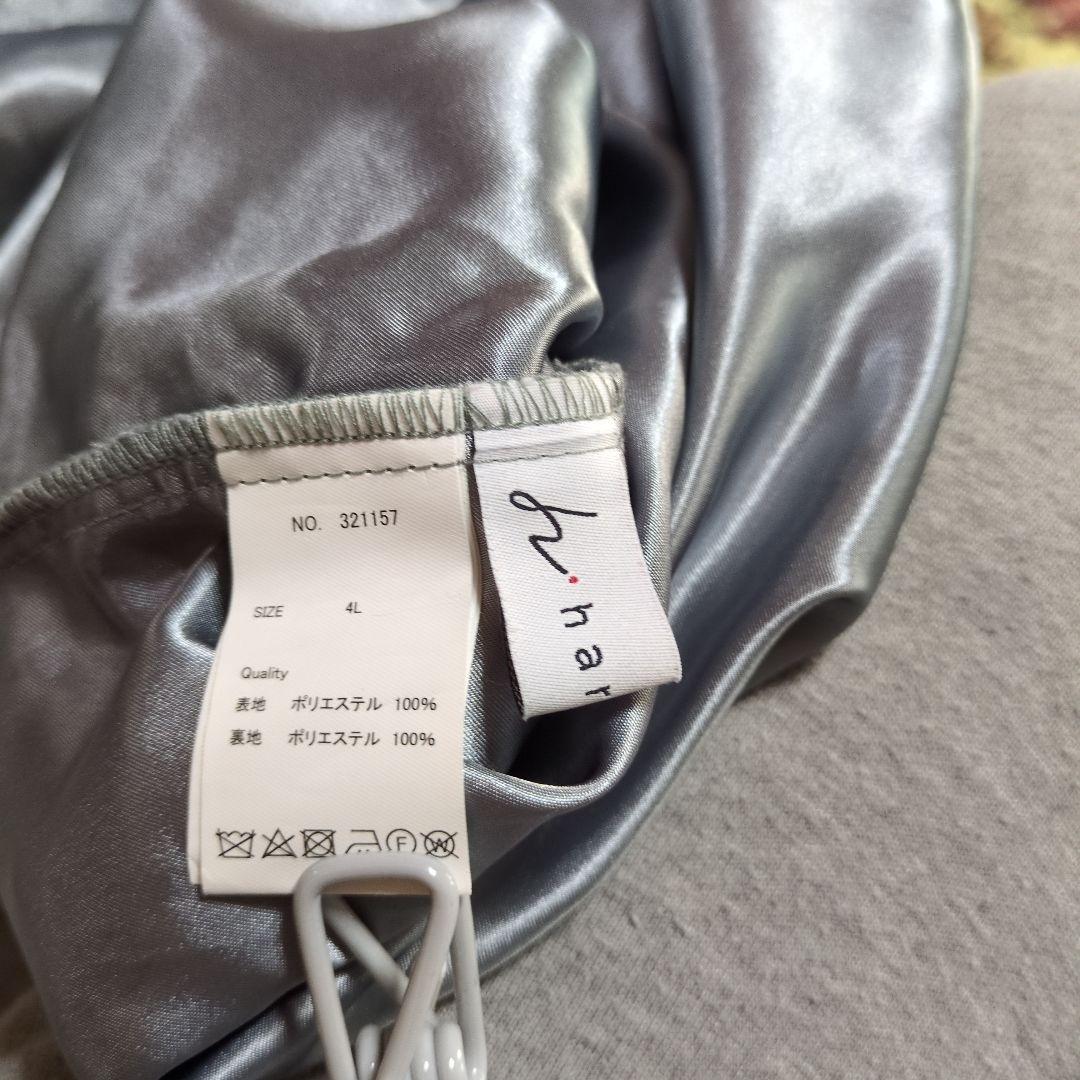 NO. 321157
SIZE 4L
Quality
表地 ポリエステル 100%
裏地 ポリエステル 100%
F W
h
har